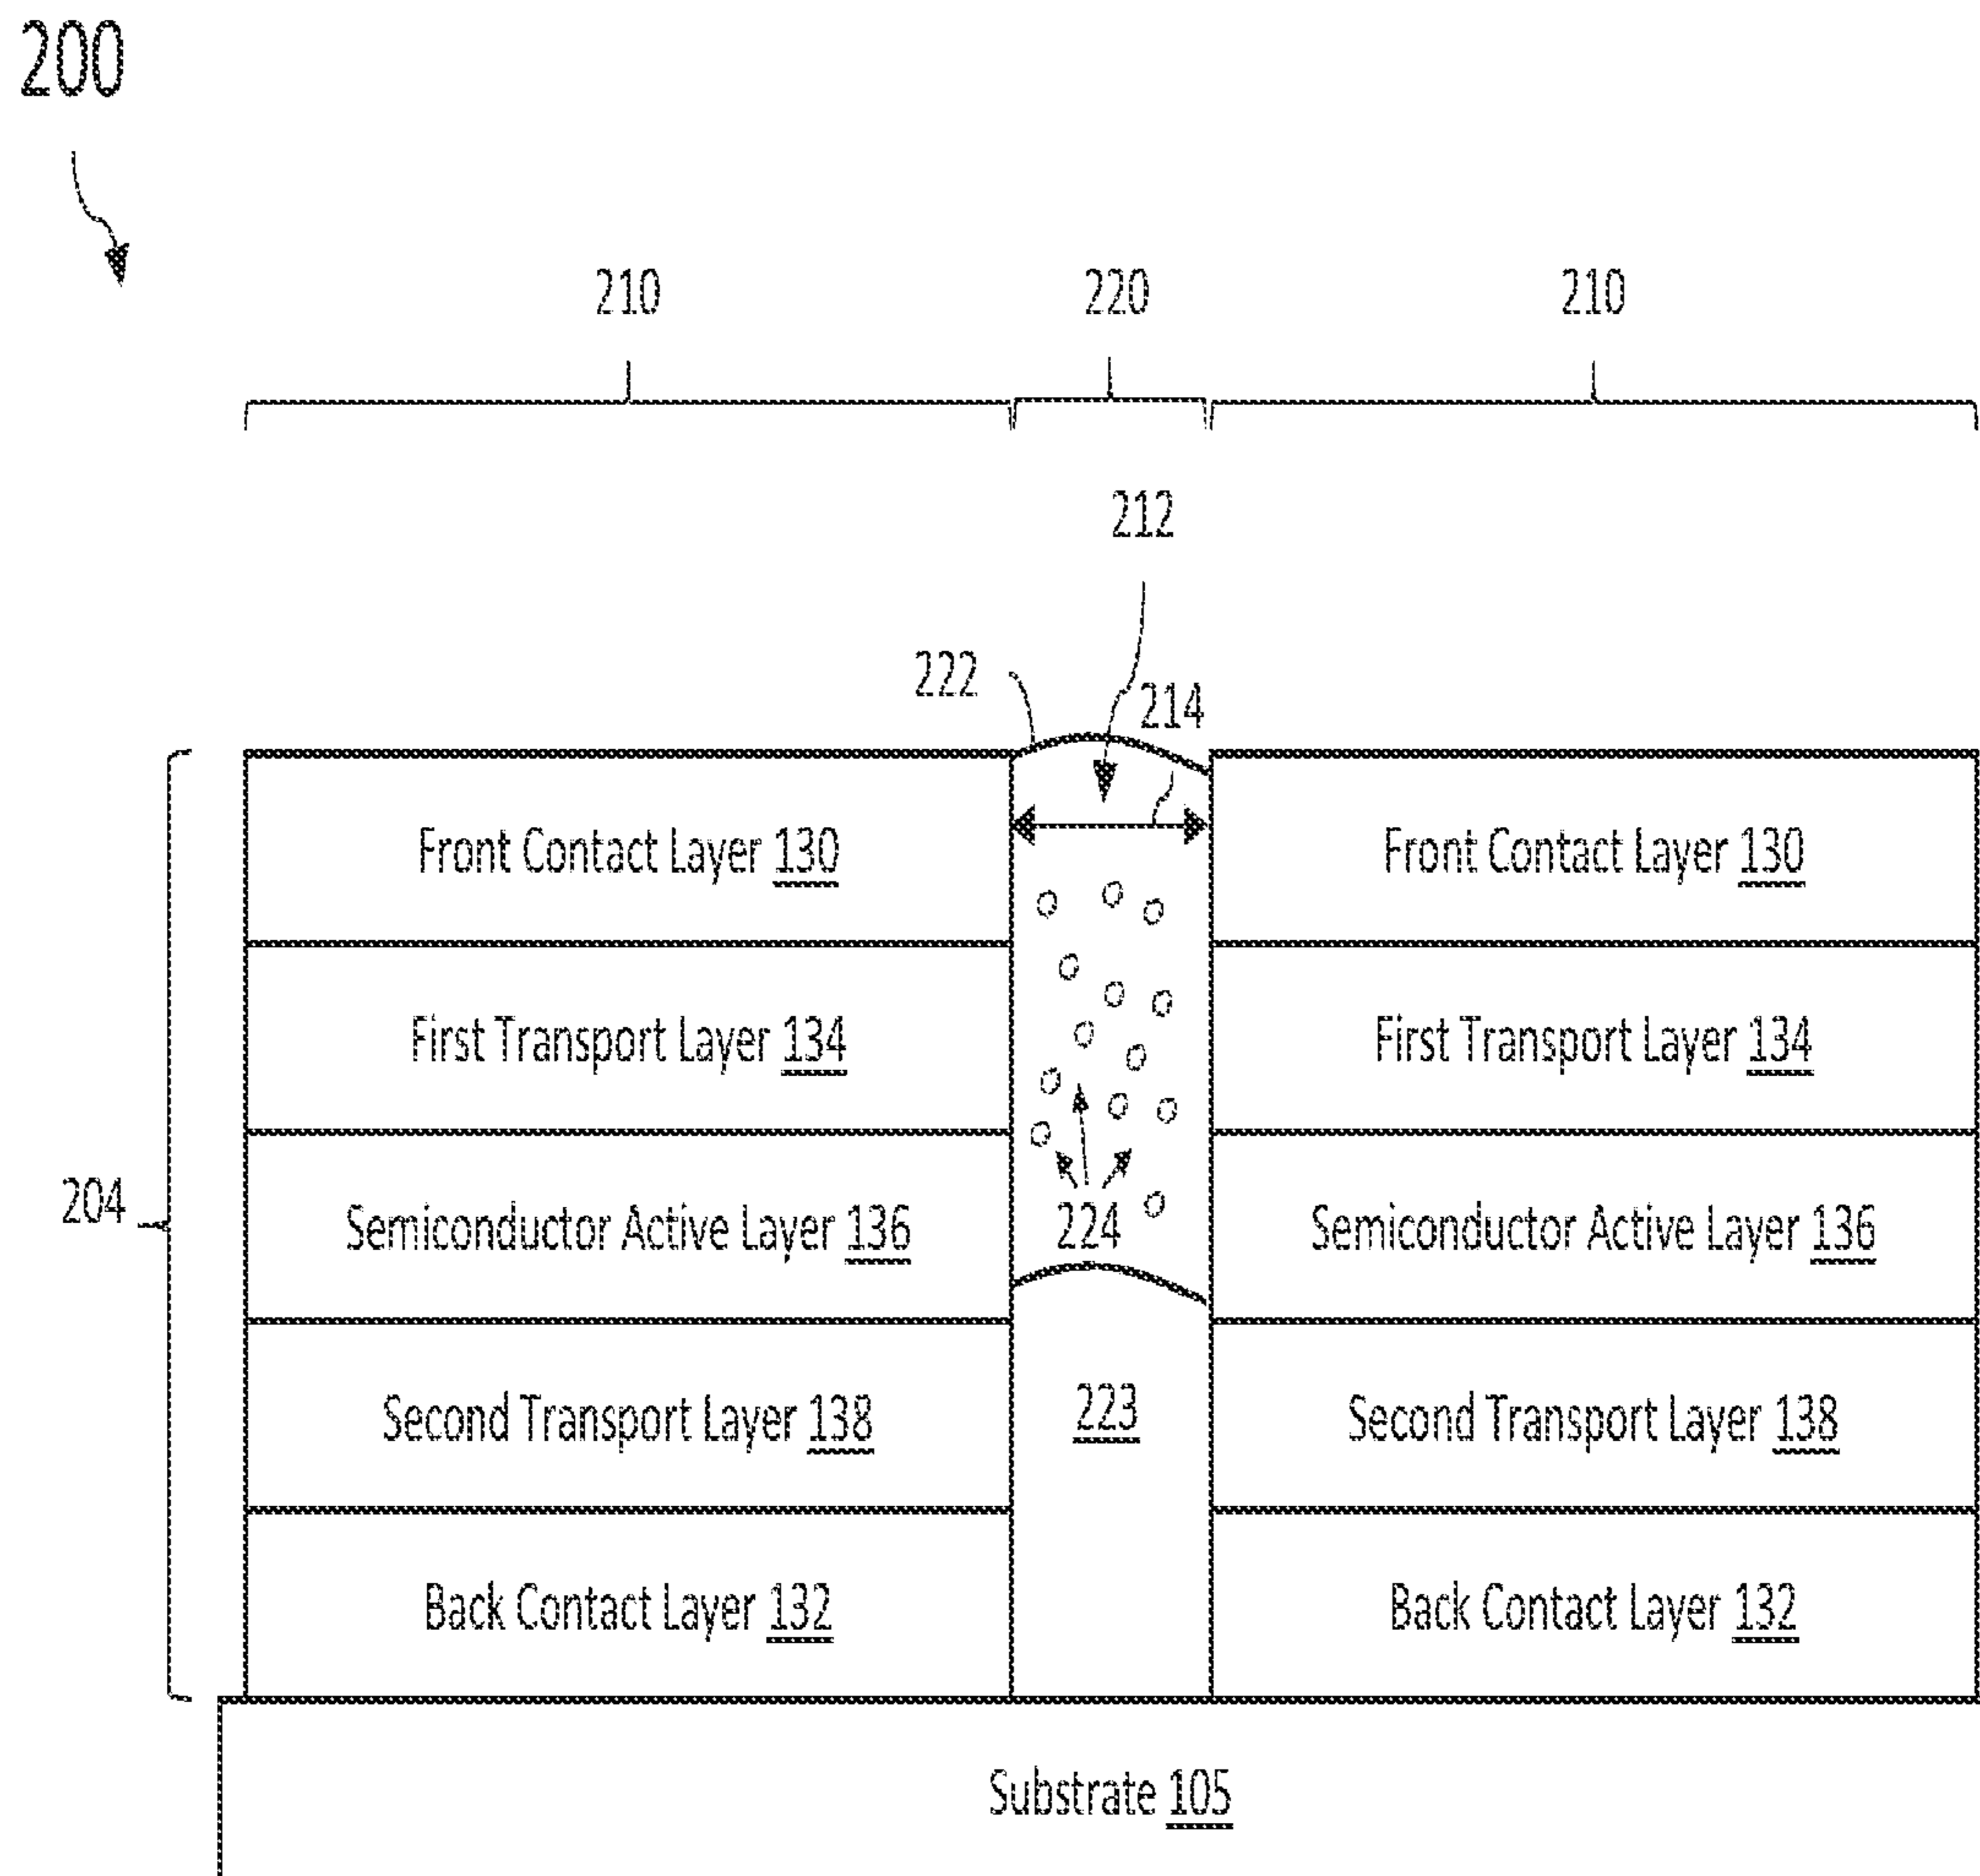 200
210 220 210
212
222
214
Front Contact Layer 130 Front Contact Layer 130
First Transport Layer 134 First Transport Layer 134
204
Semiconductor Active Layer 136 224 Semiconductor Active Layer 136
Second Transport Layer 138 223 Second Transport Layer 138
Back Contact Layer 132 Back Contact Layer 132
Substrate 105